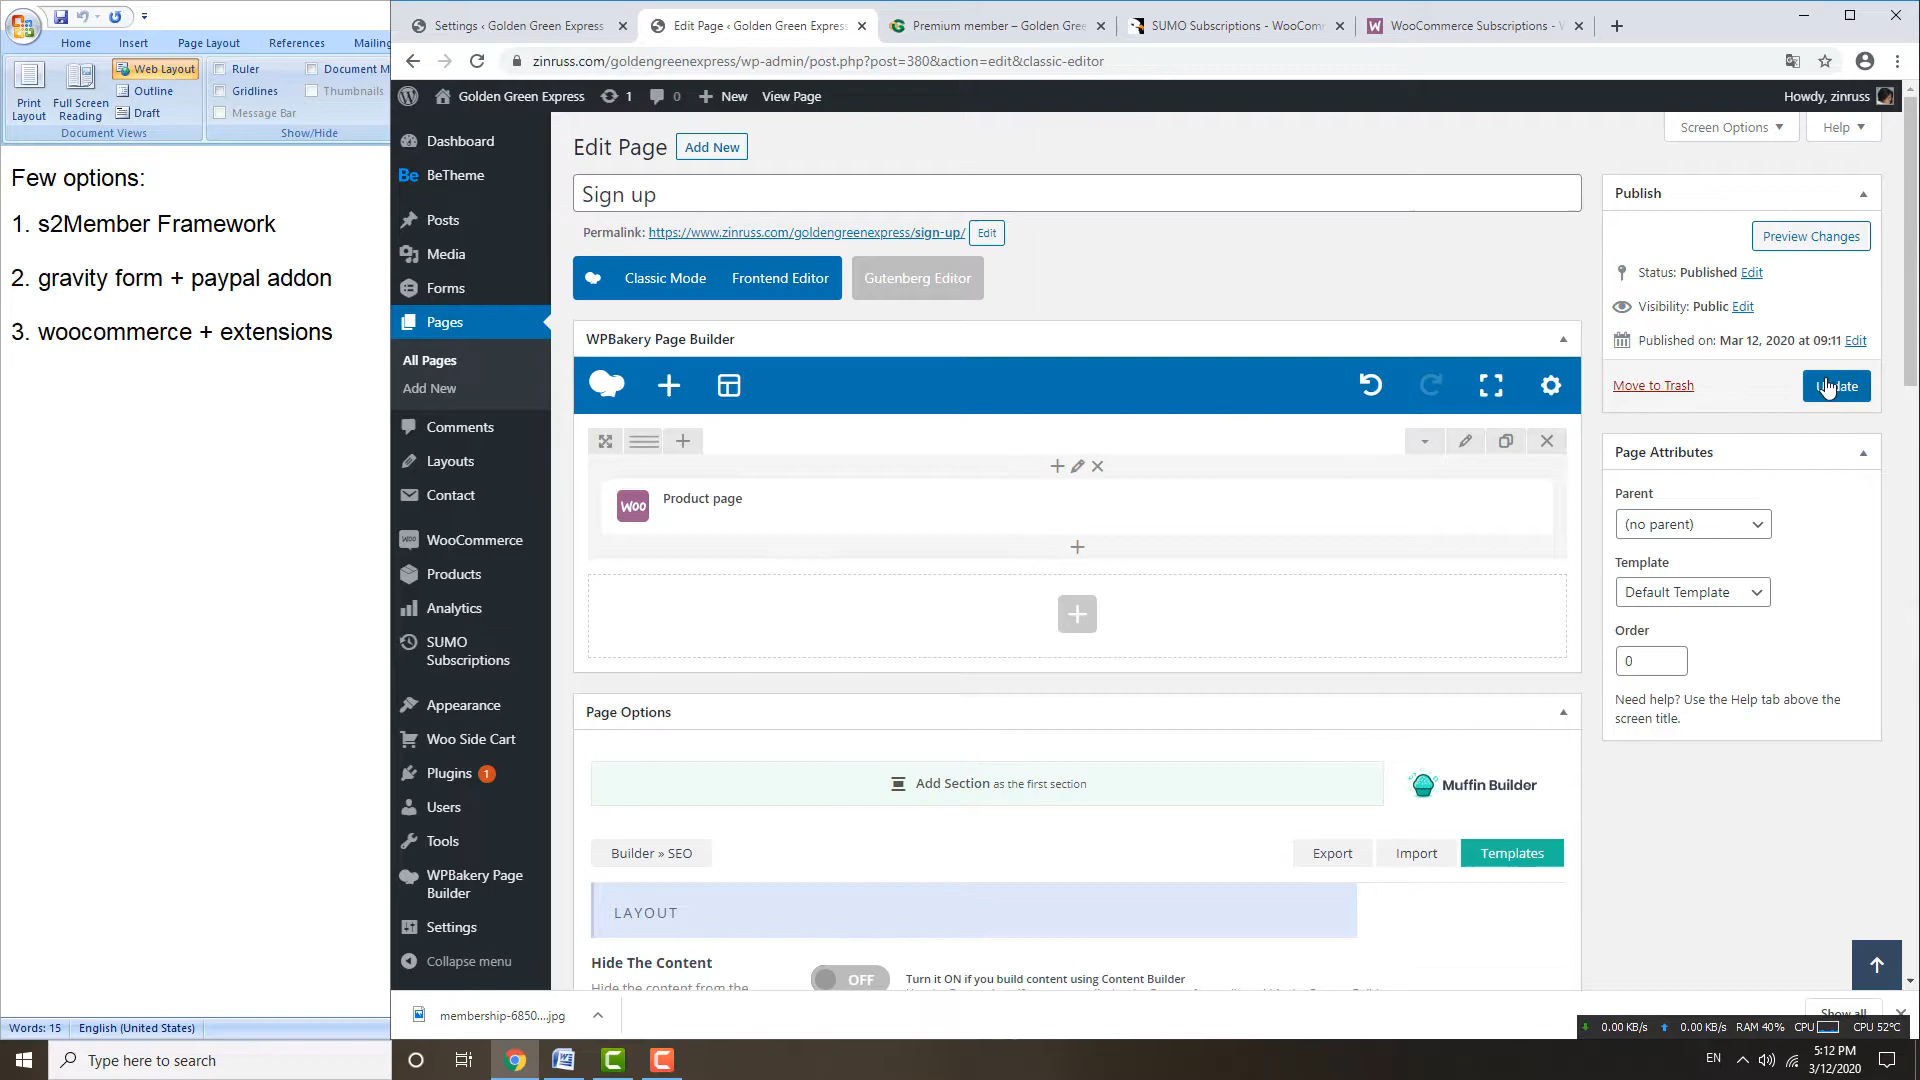 Home Insert Page Layout References Mailing
Web Layout
Outline
Draft
Print Layout
Full Screen Reading
Document Views
Ruler
Gridlines
Message Bar
Document M
Thumbnails
Show/Hide
Few options:
1. s2Member Framework
2. gravity form + paypal addon
3. woocommerce + extensions
Words: 15 English (United States)
Settings ‹ Golden Green Express
Edit Page ‹ Golden Green Express
Premium member – Golden Gree
SUMO Subscriptions - WooComm
WooCommerce Subscriptions - W
zinruss.com/goldengreenexpress/wp-admin/post.php?post=380&action=edit&classic-editor
Golden Green Express 1 0 New View Page
Howdy, zinruss
Dashboard
Be BeTheme
Posts
Media
Forms
Pages
All Pages
Add New
Comments
Layouts
Contact
WooCommerce
Products
Analytics
SUMO
Subscriptions
Appearance
Woo Side Cart
Plugins 1
Users
Tools
WPBakery Page
Builder
Settings
Collapse menu
Screen Options Help
Edit Page Add New
Sign up
Permalink: https://www.zinruss.com/goldengreenexpress/sign-up/ Edit
Classic Mode Frontend Editor Gutenberg Editor
WPBakery Page Builder
Woo Product page
Page Options
Add Section as the first section
Muffin Builder
Builder » SEO Export Import Templates
LAYOUT
Hide The Content
Hide the content from the
OFF
Turn it ON if you build content using Content Builder
Publish
Preview Changes
Status: Published Edit
Visibility: Public Edit
Published on: Mar 12, 2020 at 09:11 Edit
Move to Trash Update
Page Attributes
Parent
(no parent)
Template
Default Template
Order
0
Need help? Use the Help tab above the
screen title.
membership-6850....jpg
Show all
0.00 KB/s 0.00 KB/s RAM 40% CPU CPU 52°C
Type here to search
EN
5:12 PM
3/12/2020